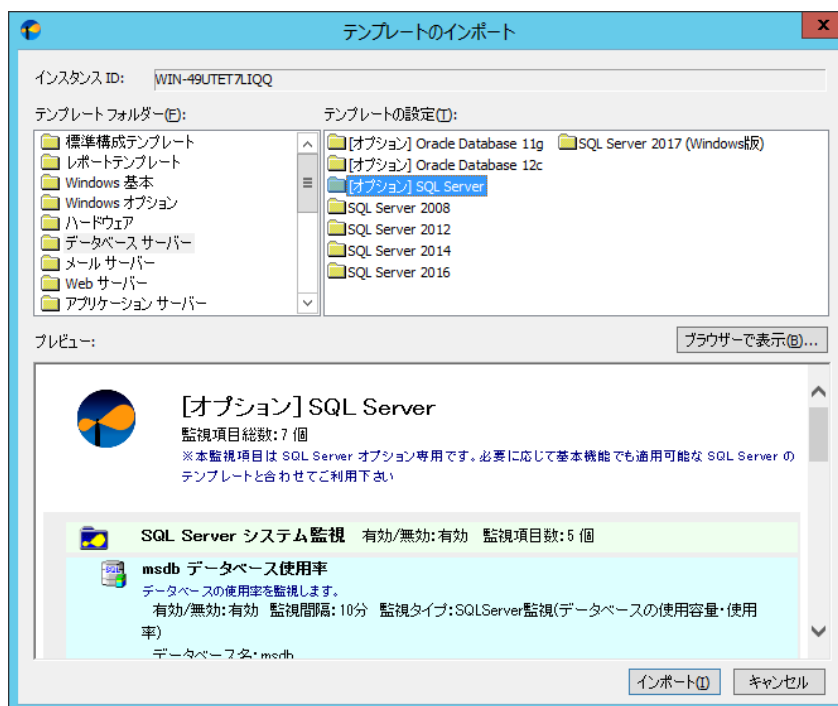 テンプレートのインポート
x
インスタンス ID: WIN-49UTET7LIQQ
テンプレート フォルダー(F):
標準構成テンプレート
レポートテンプレート
Windows 基本
Windows オプション
ハードウェア
データベース サーバー
メール サーバー
Web サーバー
アプリケーション サーバー
テンプレートの設定(T):
[オプション] Oracle Database 11g
[オプション] Oracle Database 12c
[オプション] SQL Server
SQL Server 2008
SQL Server 2012
SQL Server 2014
SQL Server 2016
SQL Server 2017 (Windows版)
プレビュー:
ブラウザーで表示(B)...
[オプション] SQL Server
監視項目総数:7 個
※本監視項目は SQL Server オプション専用です。必要に応じて基本機能でも適用可能な SQL Server の
テンプレートと合わせてご利用下さい
SQL Server システム監視 有効/無効:有効 監視項目数:5 個
msdb データベース使用率
データベースの使用率を監視します。
有効/無効:有効 監視間隔:10分 監視タイプ:SQLServer監視(データベースの使用容量・使用
率)
データベース名:msdb
インポート(I)
キャンセル